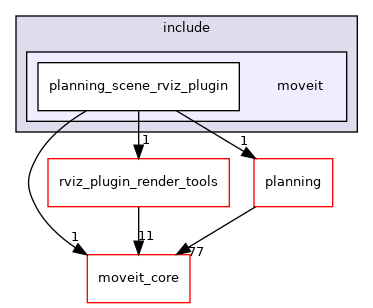 include
planning_scene_rviz_plugin
moveit
1
1
rviz_plugin_render_tools
planning
1
11
77
moveit_core